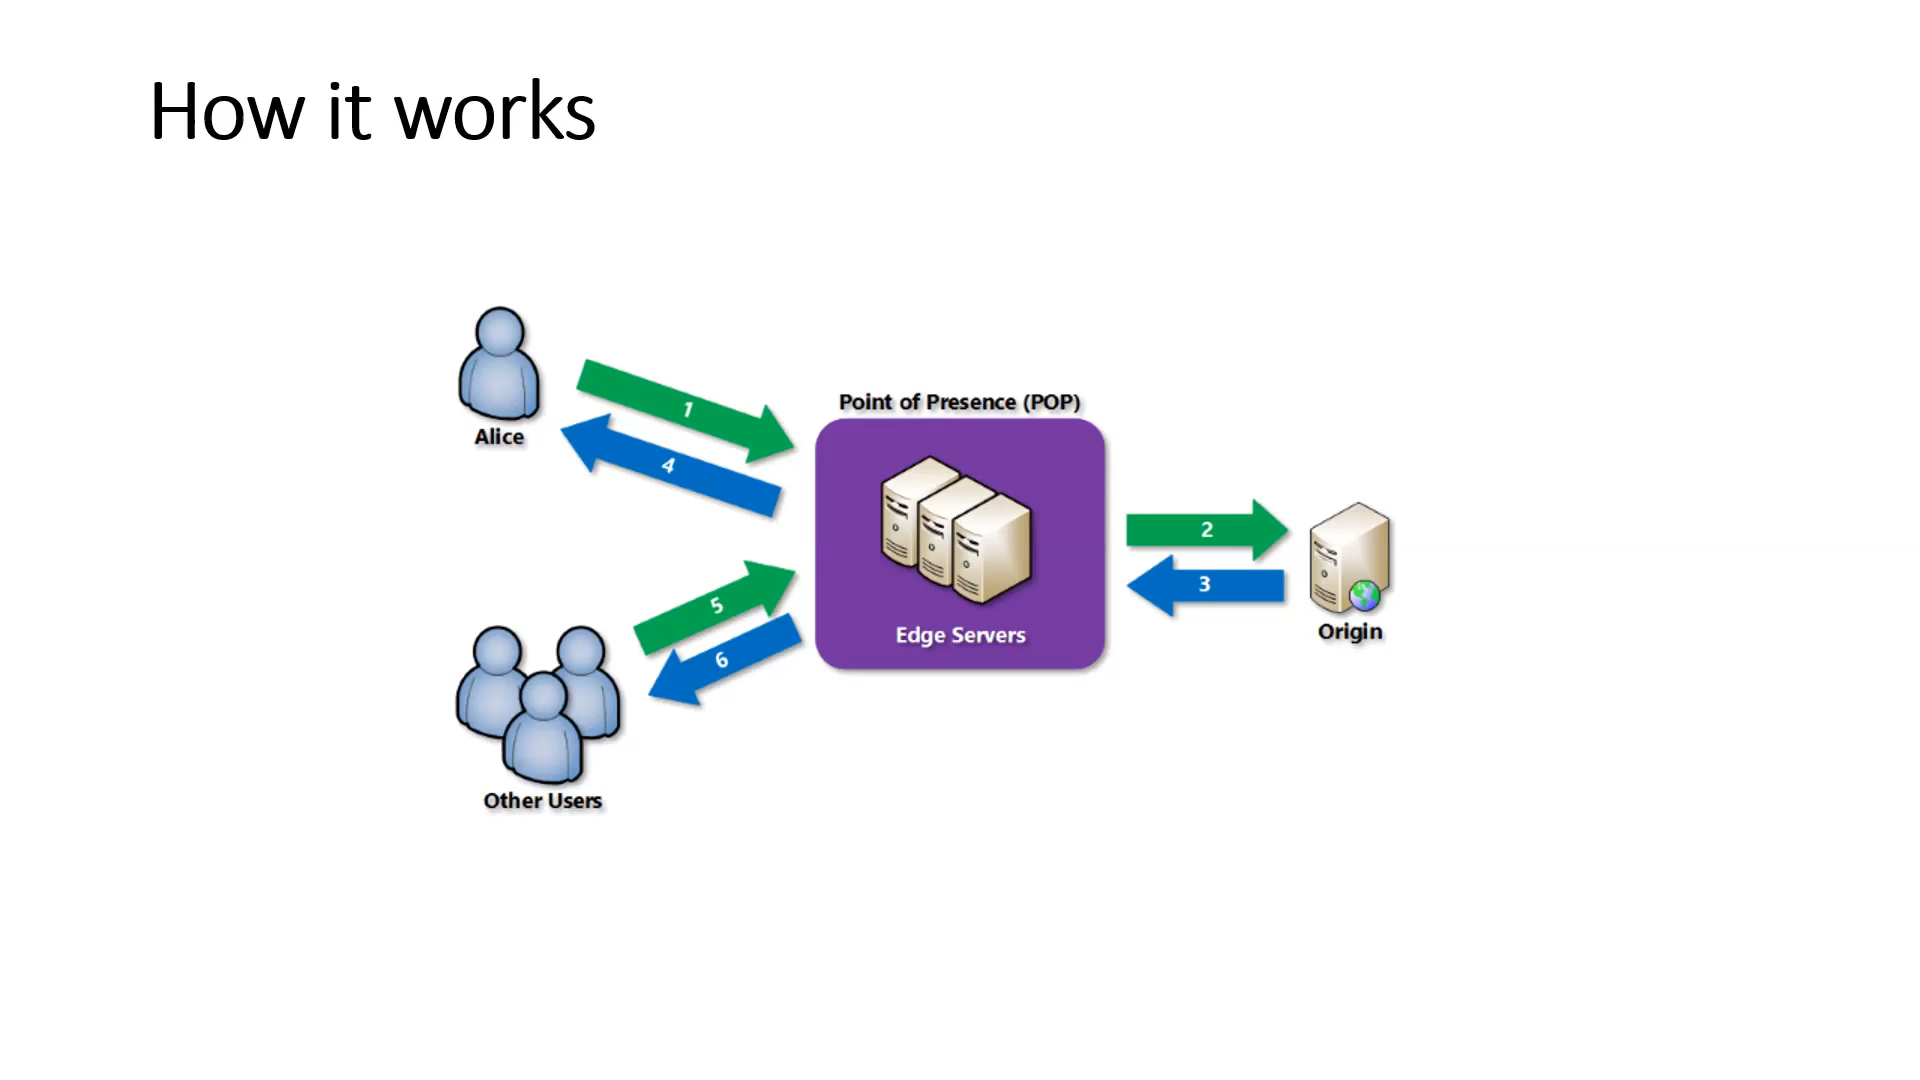 How it works
Alice
1
4
Point of Presence (POP)
Edge Servers
2
3
Origin
5
6
Other Users